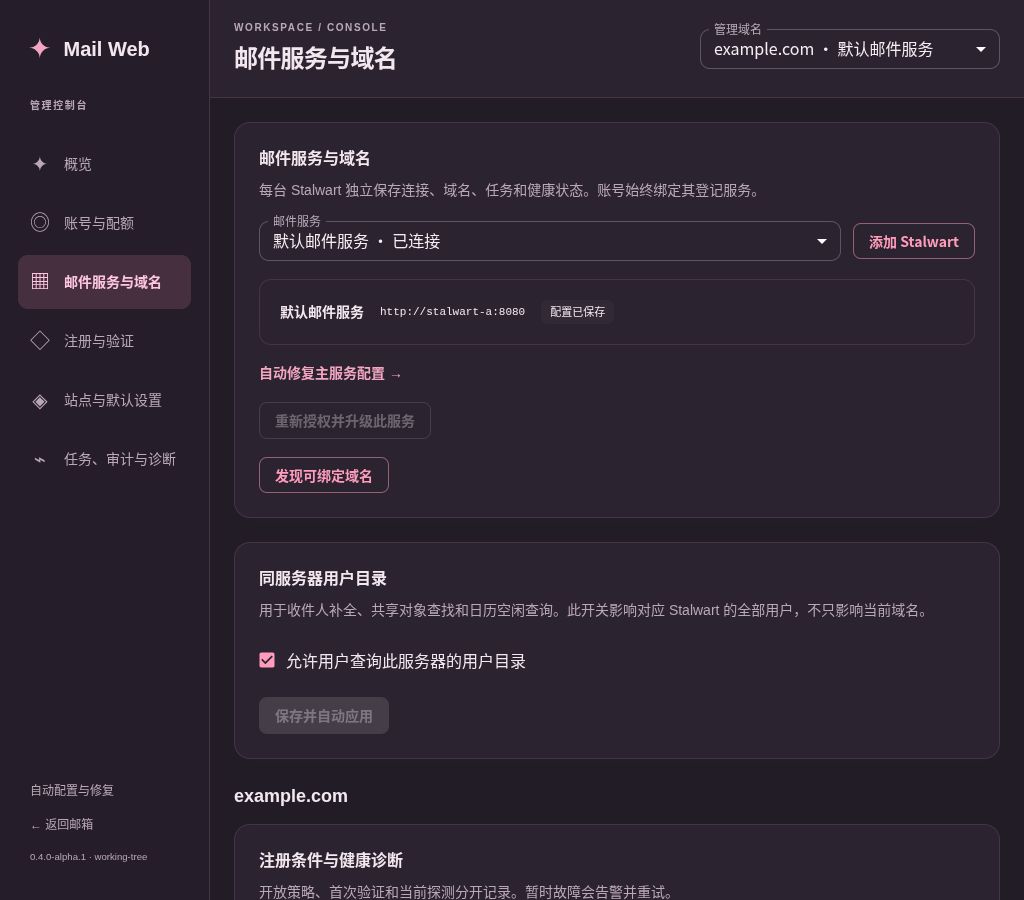 Mail Web
管理控制台
概览
账号与配额
邮件服务与域名
注册与验证
站点与默认设置
任务、审计与诊断
自动配置与修复
← 返回邮箱
0.4.0-alpha.1 · working-tree
WORKSPACE / CONSOLE
邮件服务与域名
管理域名
example.com · 默认邮件服务
邮件服务与域名
每台 Stalwart 独立保存连接、域名、任务和健康状态。账号始终绑定其登记服务。
邮件服务
默认邮件服务 · 已连接
添加 Stalwart
默认邮件服务 http://stalwart-a:8080 配置已保存
自动修复主服务配置 →
重新授权并升级此服务
发现可绑定域名
同服务器用户目录
用于收件人补全、共享对象查找和日历空闲查询。此开关影响对应 Stalwart 的全部用户，不只影响当前域名。
允许用户查询此服务器的用户目录
保存并自动应用
example.com
注册条件与健康诊断
开放策略、首次验证和当前探测分开记录。暂时故障会告警并重试。